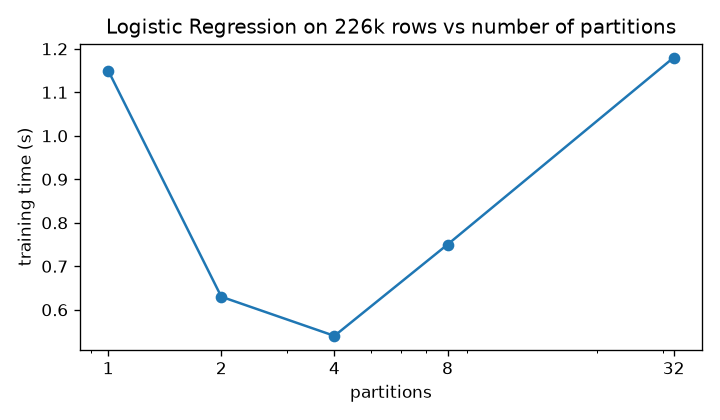 Logistic Regression on 226k rows vs number of partitions
training time (s)
1.2
1.1
1.0
0.9
0.8
0.7
0.6
1 2 4 8 32
partitions